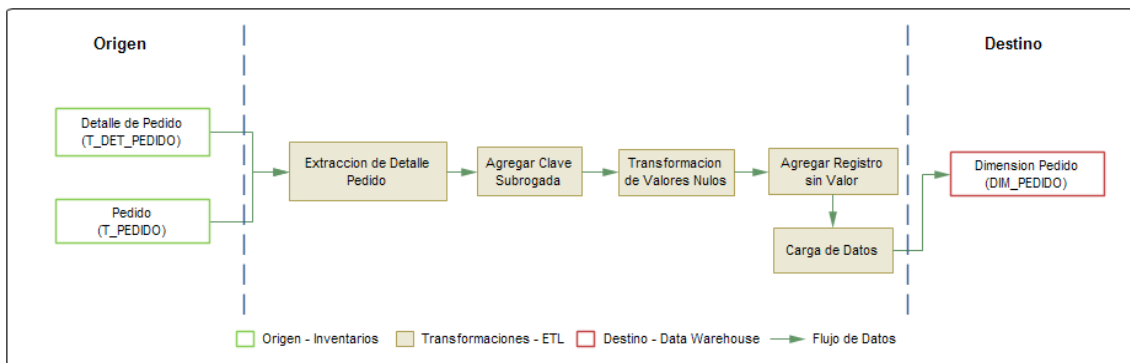 Origen
Destino
Detalle de Pedido
(T_DET_PEDIDO)
Pedido
(T_PEDIDO)
Extraccion de Detalle
Pedido
Agregar Clave
Subrogada
Transformacion
de Valores Nulos
Agregar Registro
sin Valor
Carga de Datos
Dimension Pedido
(DIM_PEDIDO)
Origen - Inventarios
Transformaciones - ETL
Destino - Data Warehouse
Flujo de Datos